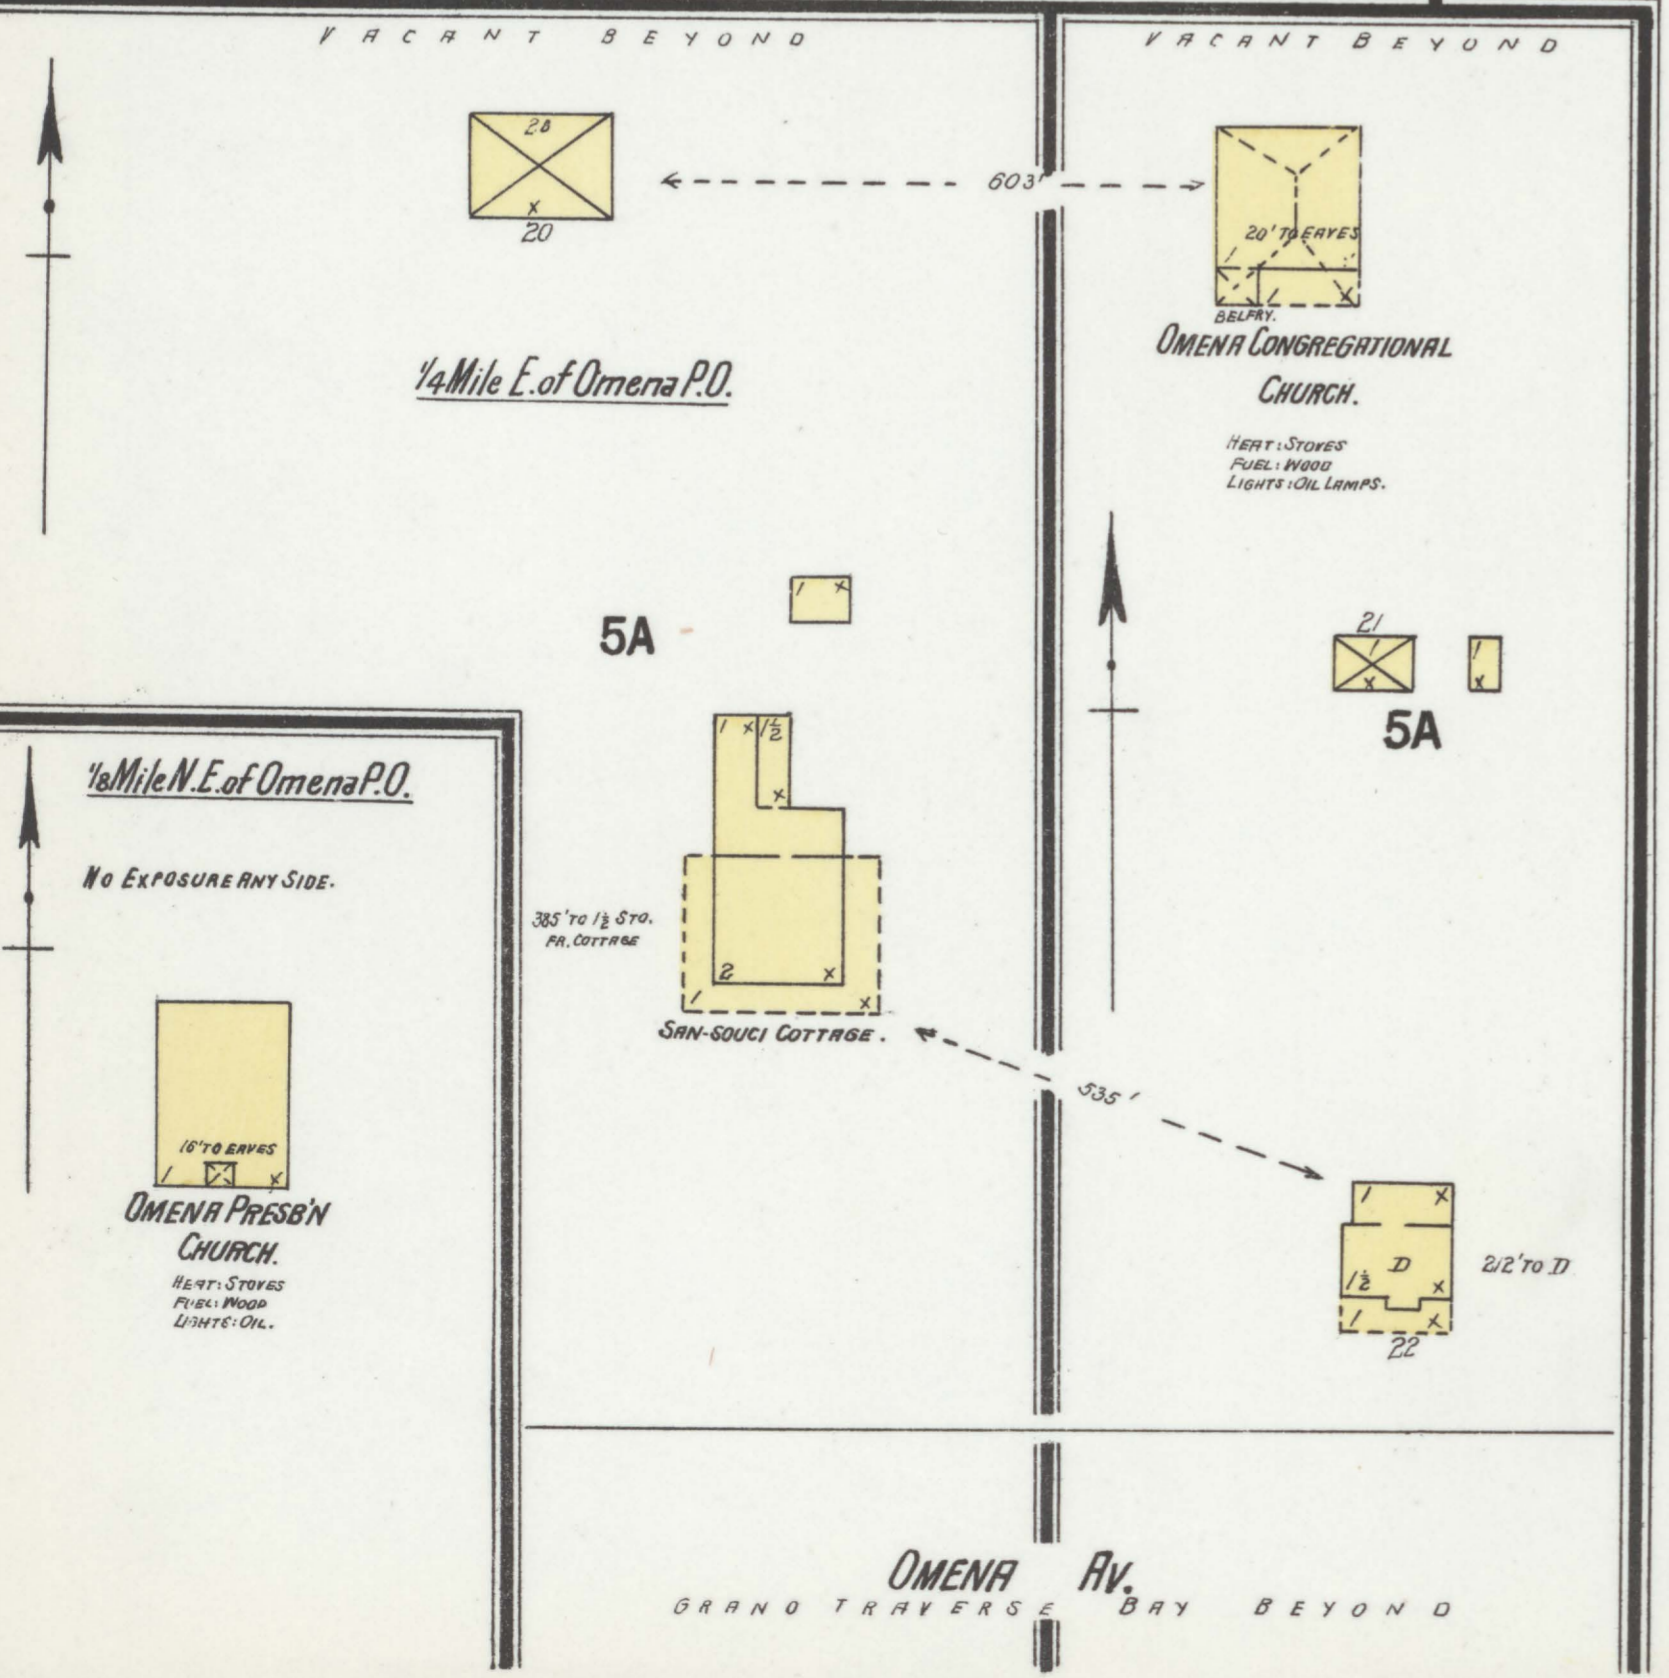 VACANT BEYOND
VACANT BEYOND
2B
X
20
603'
20' TO EAVES
1
1
X
BELFRY.
OMENA CONGREGATIONAL
CHURCH.
HEAT: STOVES
FUEL: WOOD
LIGHTS: OIL LAMPS.
1/4 Mile E. of Omena P.O.
1 X
5A
21
1
X
1
X
5A
1 X 1½
X
1/8 Mile N.E. of Omena P.O.
NO EXPOSURE ANY SIDE.
385' TO 1½ STO.
FR. COTTAGE
2 X
1 X
SAN-SOUCI COTTAGE.
535'
16' TO EAVES
1 X
OMENA PRESB'N
CHURCH.
HEAT: STOVES
FUEL: WOOD
LIGHTS: OIL.
1 X
D
1½ X
1 X
22
212' TO D
OMENA AV.
GRAND TRAVERSE BAY BEYOND